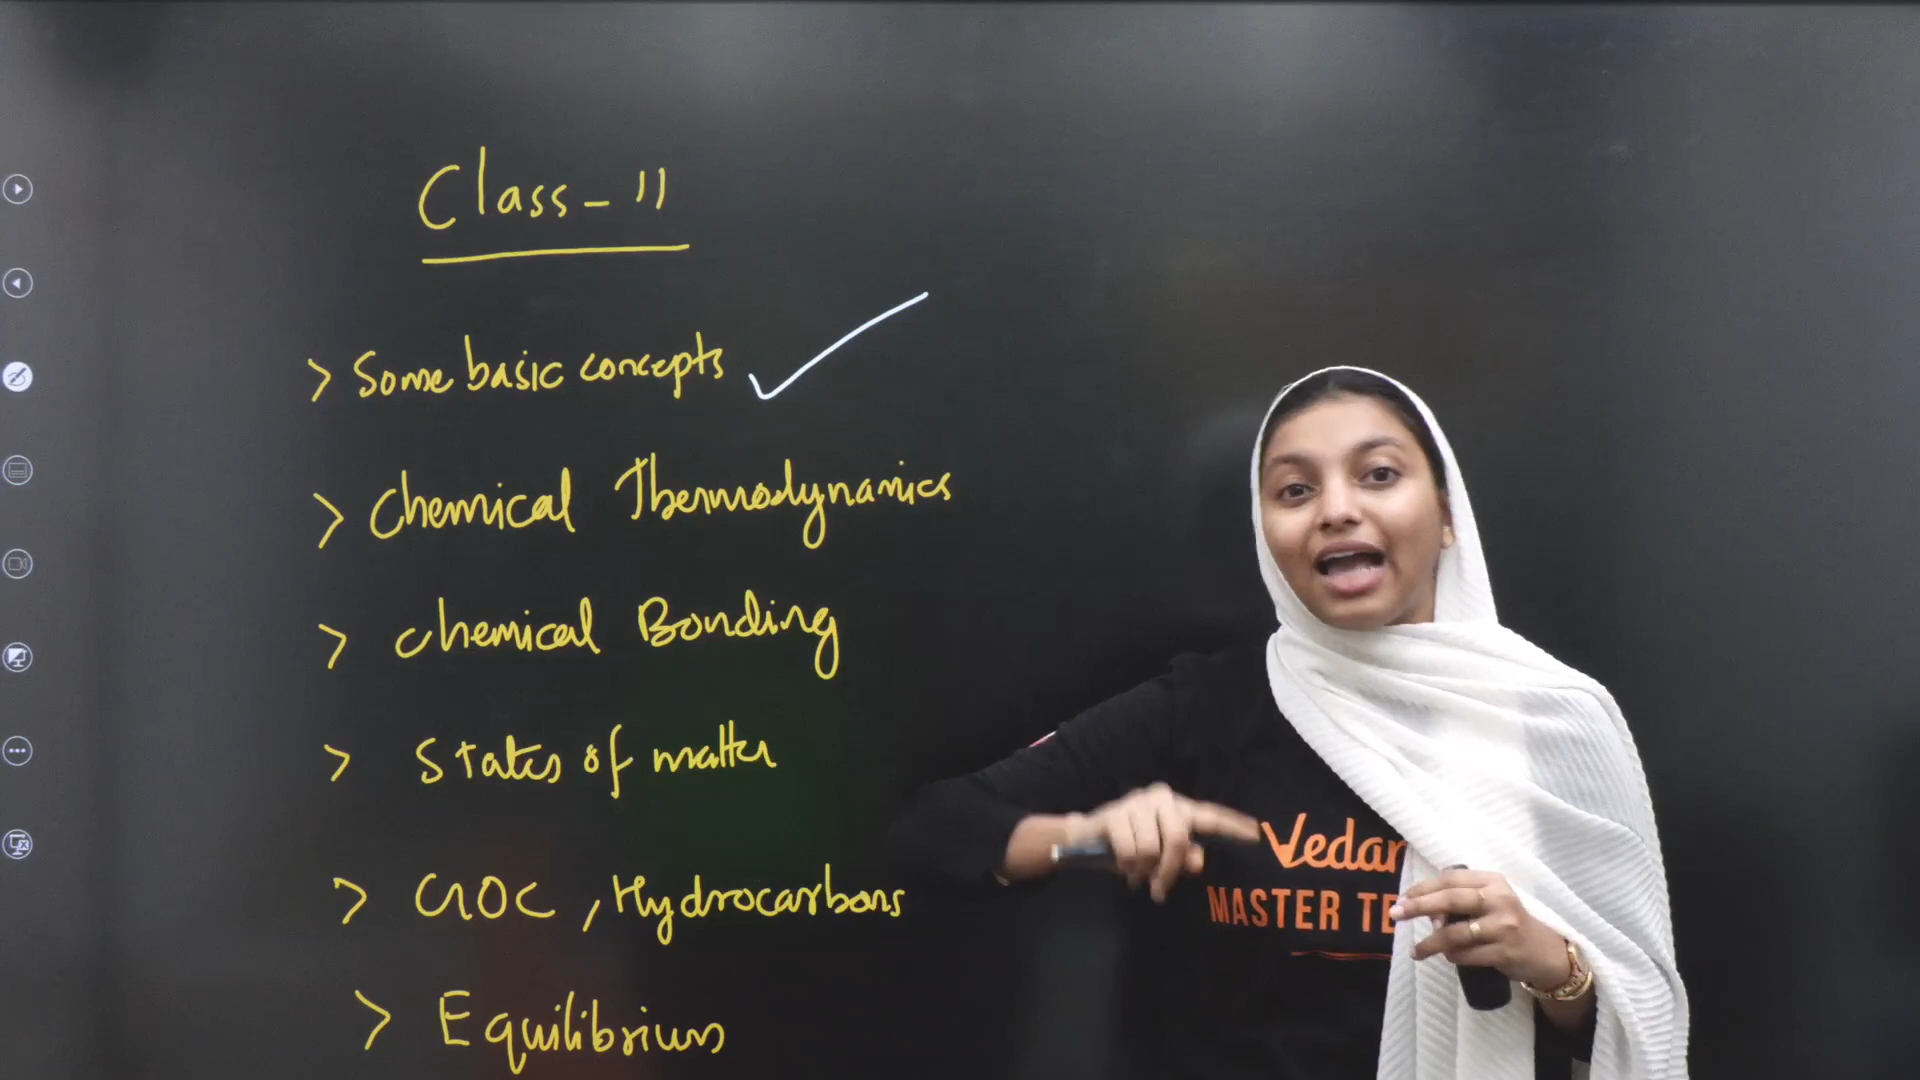 Class - 11
> Some basic concepts ✓
> Chemical Thermodynamics
> Chemical Bonding
> States of matter
> GOC, Hydrocarbons
> Equilibrium
Vedan
MASTER TE